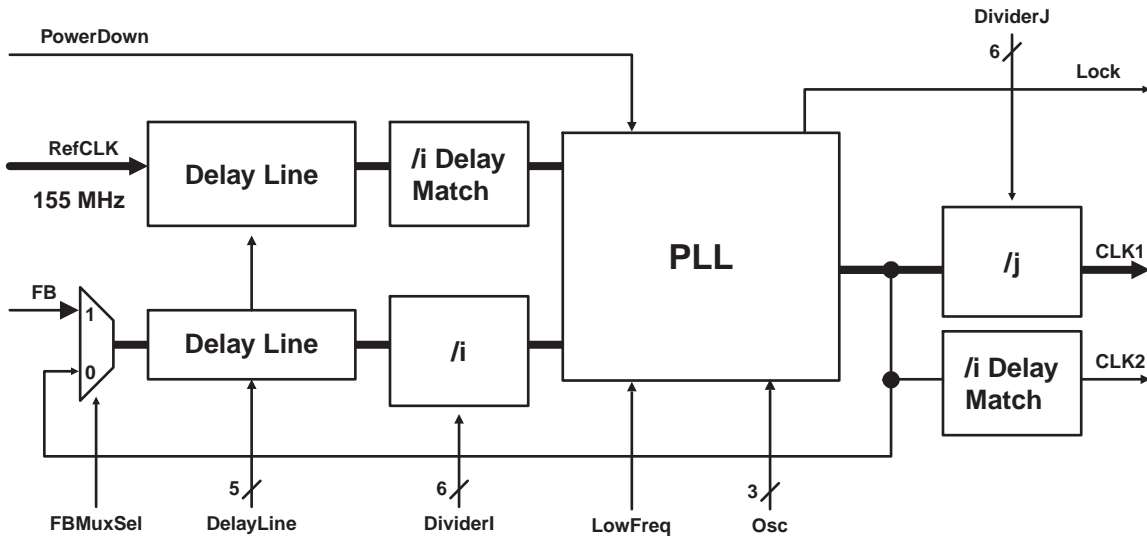 DividerJ
PowerDown
6
Lock
RefCLK
Delay Line
/i Delay
Match
155 MHz
PLL
/j
CLK1
FB
1
Delay Line
/i
0
/i Delay
Match
CLK2
5
6
3
FBMuxSel
DelayLine
DividerI
LowFreq
Osc